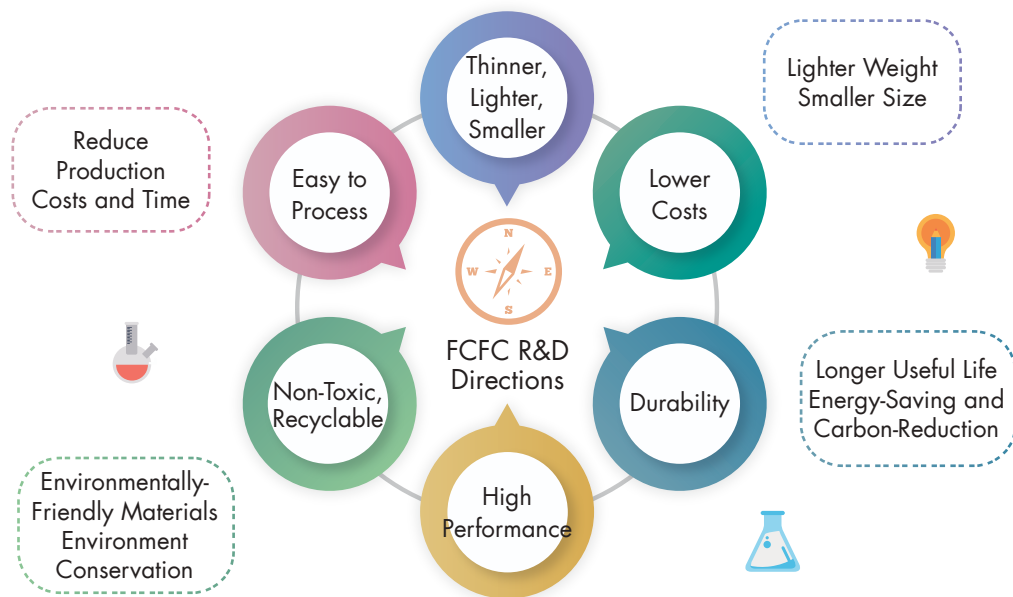 Thinner,
Lighter,
Smaller
Lighter Weight
Smaller Size
Reduce
Production
Costs and Time
Easy to
Process
Lower
Costs
N
W
E
S
FCFC R&D
Directions
Non-Toxic,
Recyclable
Durability
Longer Useful Life
Energy-Saving and
Carbon-Reduction
High
Performance
Environmentally-
Friendly Materials
Environment
Conservation